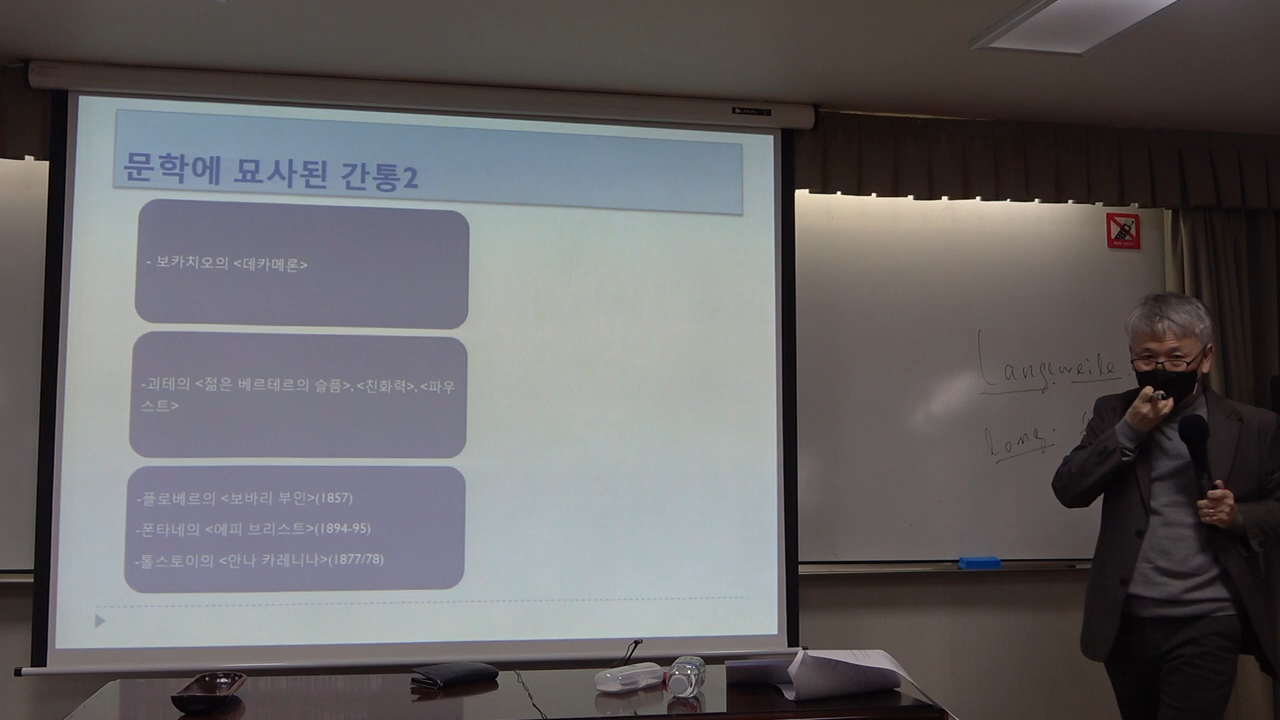 문학에 묘사된 간통2
- 보카치오의 <데카메론>
-괴테의 <젊은 베르테르의 슬픔>, <친화력>, <파우
스트>
-플로베르의 <보바리 부인>(1857)
-폰타네의 <에피 브리스트>(1894-95)
-톨스토이의 <안나 카레니나>(1877/78)
Langeweile
long.